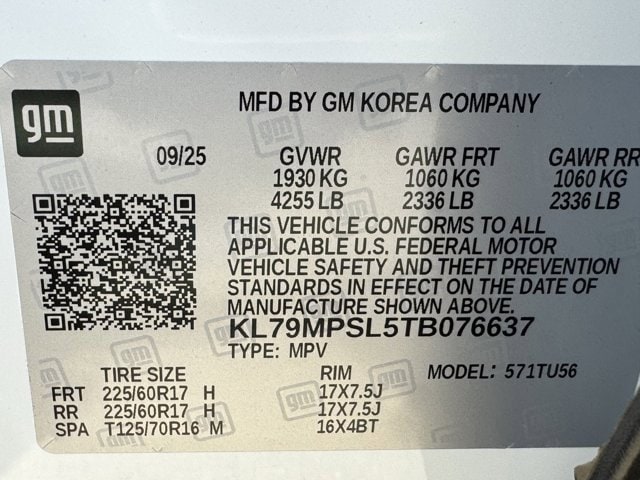 gm
MFD BY GM KOREA COMPANY
09/25 GVWR GAWR FRT GAWR RR
1930 KG 1060 KG 1060 KG
4255 LB 2336 LB 2336 LB
THIS VEHICLE CONFORMS TO ALL
APPLICABLE U.S. FEDERAL MOTOR
VEHICLE SAFETY AND THEFT PREVENTION
STANDARDS IN EFFECT ON THE DATE OF
MANUFACTURE SHOWN ABOVE.
KL79MPSL5TB076637
TYPE: MPV
TIRE SIZE RIM MODEL: 571TU56
FRT 225/60R17 H 17X7.5J
RR 225/60R17 H 17X7.5J
SPA T125/70R16 M 16X4BT